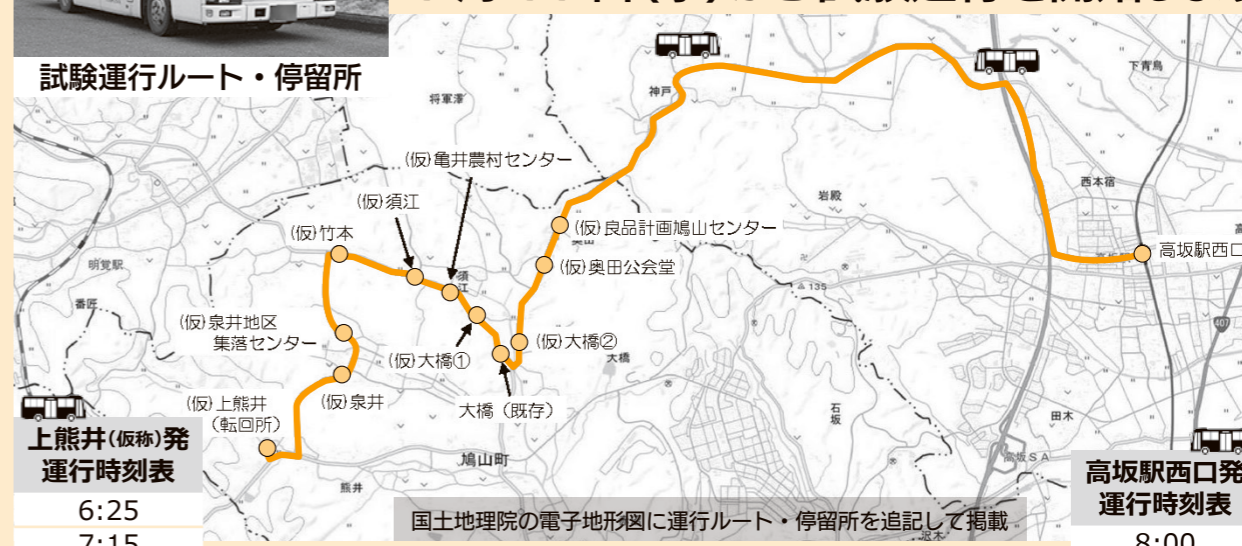 試験運行ルート・停留所
将軍澤
神戸
下青鳥
(仮)亀井農村センター
西本宿
岩殿
(仮)須江
(仮)良品計画鳩山センター
(仮)竹本
高坂駅西口
明覚駅
須江
(仮)奥田公会堂
135
番匠
(仮)泉井地区
集落センター
407
(仮)大橋②
(仮)大橋①
大橋
(仮)上熊井
(転回所)
(仮)泉井
大橋(既存)
石坂
田木
鳩山町
高坂SA
熊井
上熊井(仮称)発
運行時刻表
6:25
7:15
高坂駅西口発
運行時刻表
8:00
国土地理院の電子地形図に運行ルート・停留所を追記して掲載